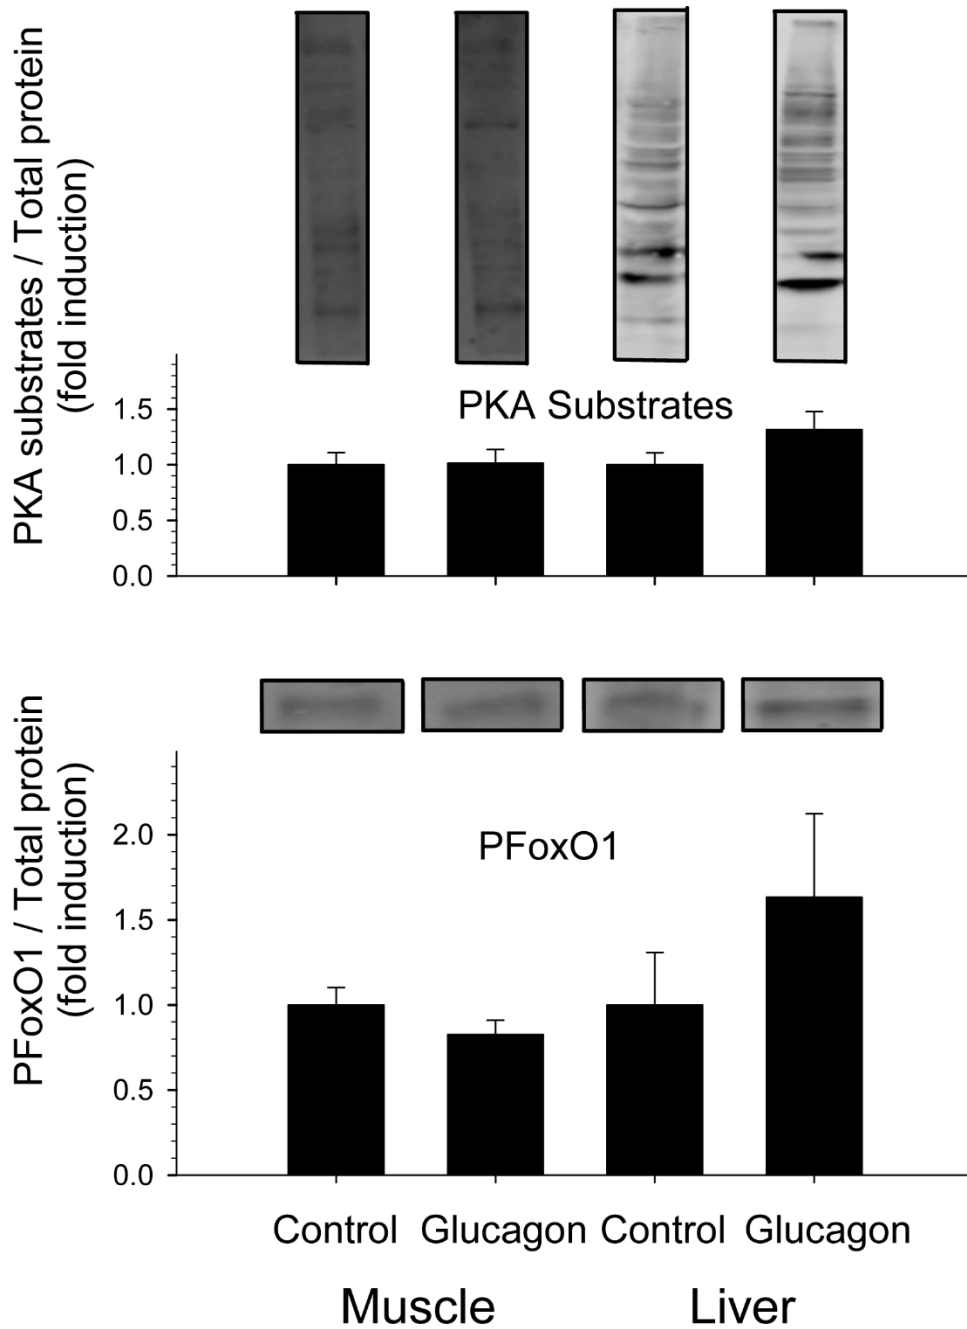 PKA substrates / Total protein
(fold induction)
PKA Substrates
1.5
1.0
0.5
0.0
PFoxO1 / Total protein
(fold induction)
PFoxO1
2.0
1.5
1.0
0.5
0.0
Control Glucagon Control Glucagon
Muscle Liver